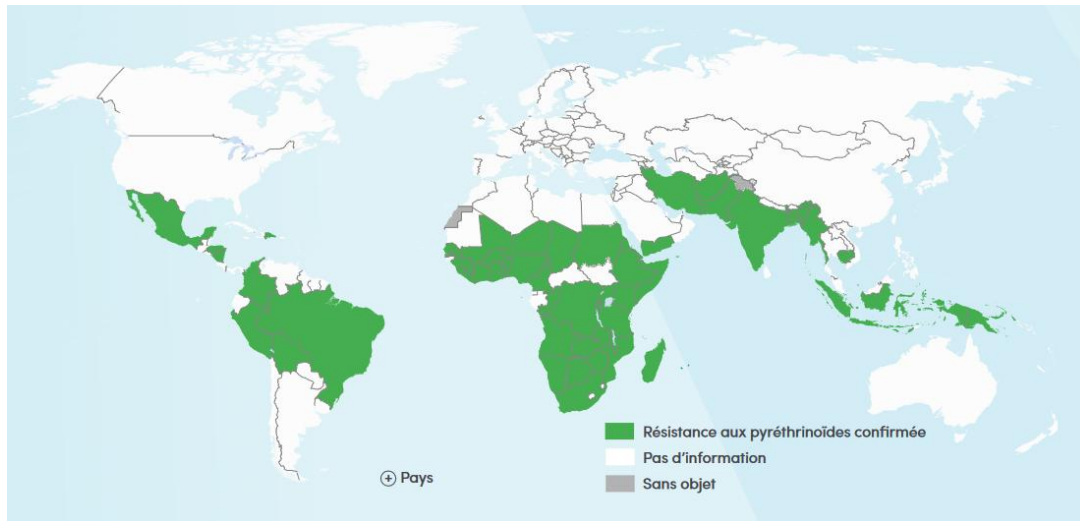 Résistance aux pyréthrinoïdes confirmée
Pas d'information
Pays
Sans objet